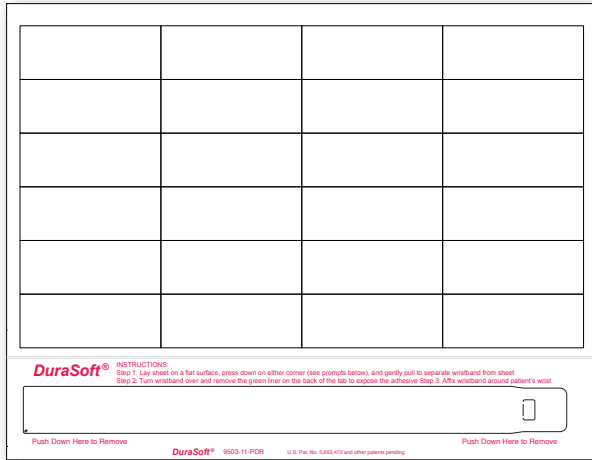 DuraSoft®
INSTRUCTIONS:
Step 1: Lay sheet on a flat surface, press down on either corner (see prompts below), and gently pull to separate wristband from sheet
Step 2: Turn wristband over and remove the green liner on the back of the tab to expose the adhesive Step 3: Affix wristband around patient's wrist
Push Down Here to Remove
Push Down Here to Remove
DuraSoft® 9503-11-PDR U.S. Pat. No. 5,653,472 and other patents pending